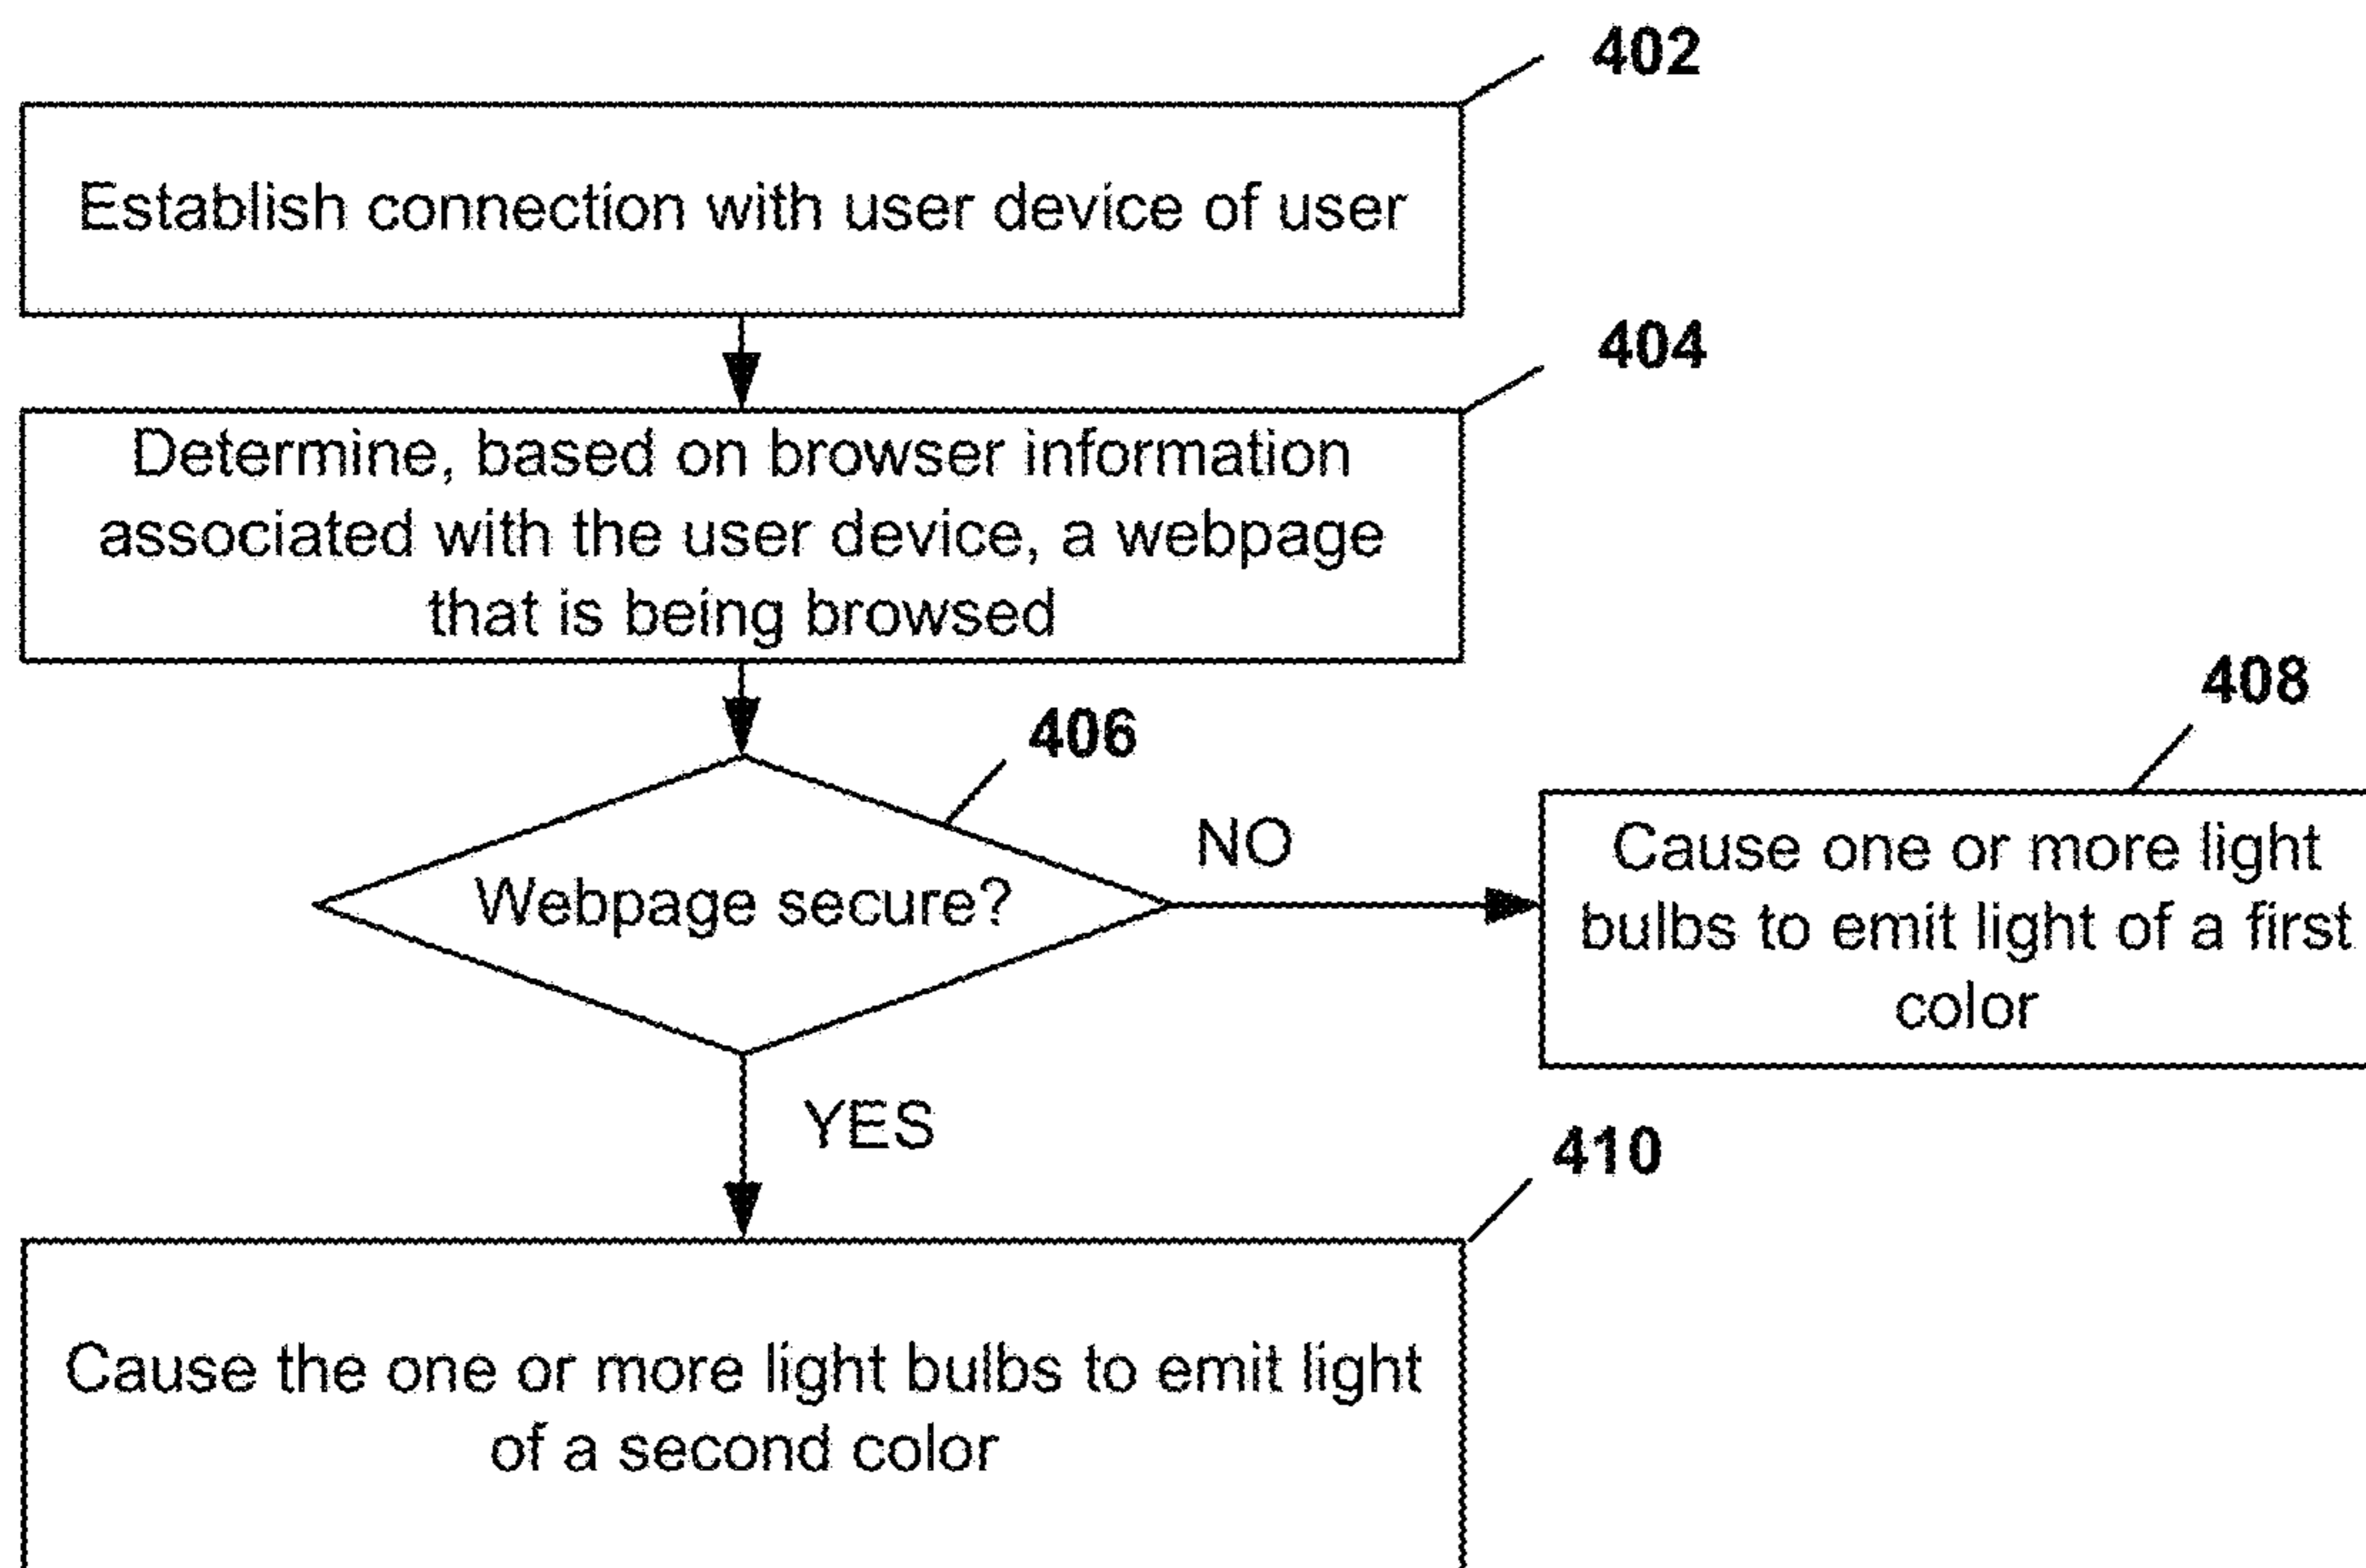 402
Establish connection with user device of user
404
Determine, based on browser information
associated with the user device, a webpage
that is being browsed
406
Webpage secure?
NO
408
Cause one or more light
bulbs to emit light of a first
color
YES
410
Cause the one or more light bulbs to emit light
of a second color